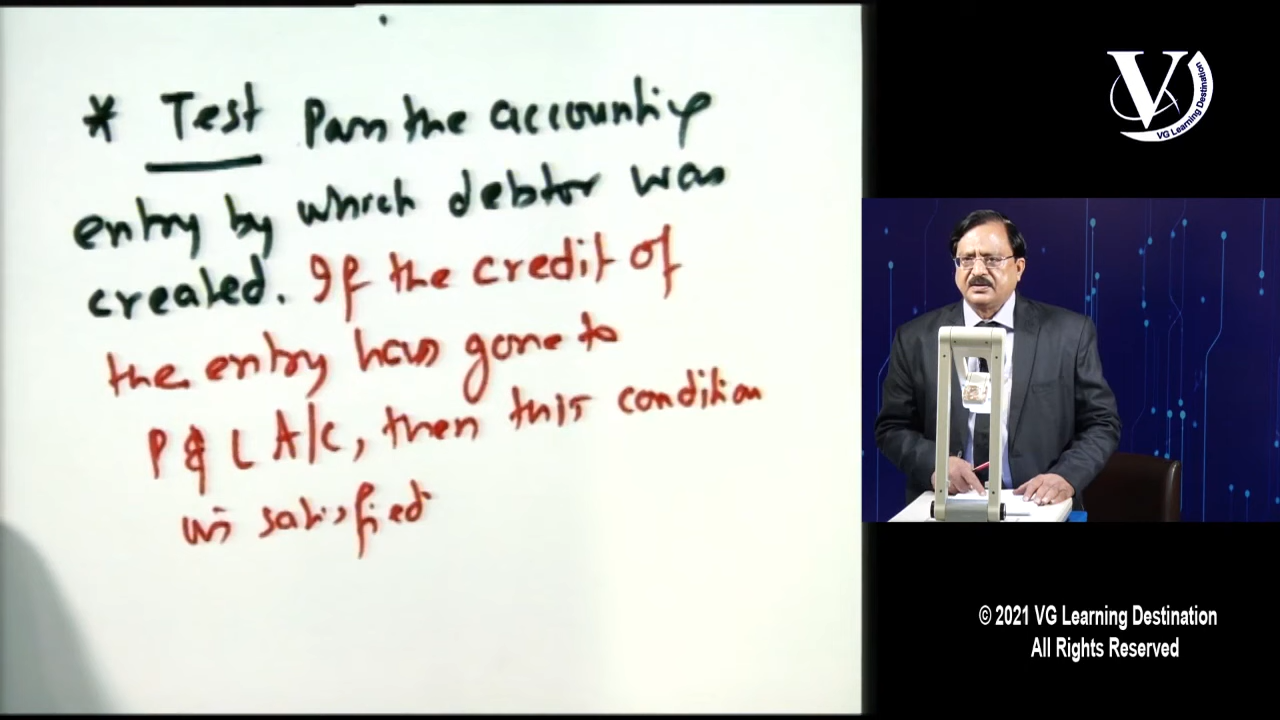 * Test Pass the accounting
entry by which debtor was
created. If the credit of
the entry has gone to
P & L A/c, then this condition
is satisfied
V
VG Learning Destination
© 2021 VG Learning Destination
All Rights Reserved